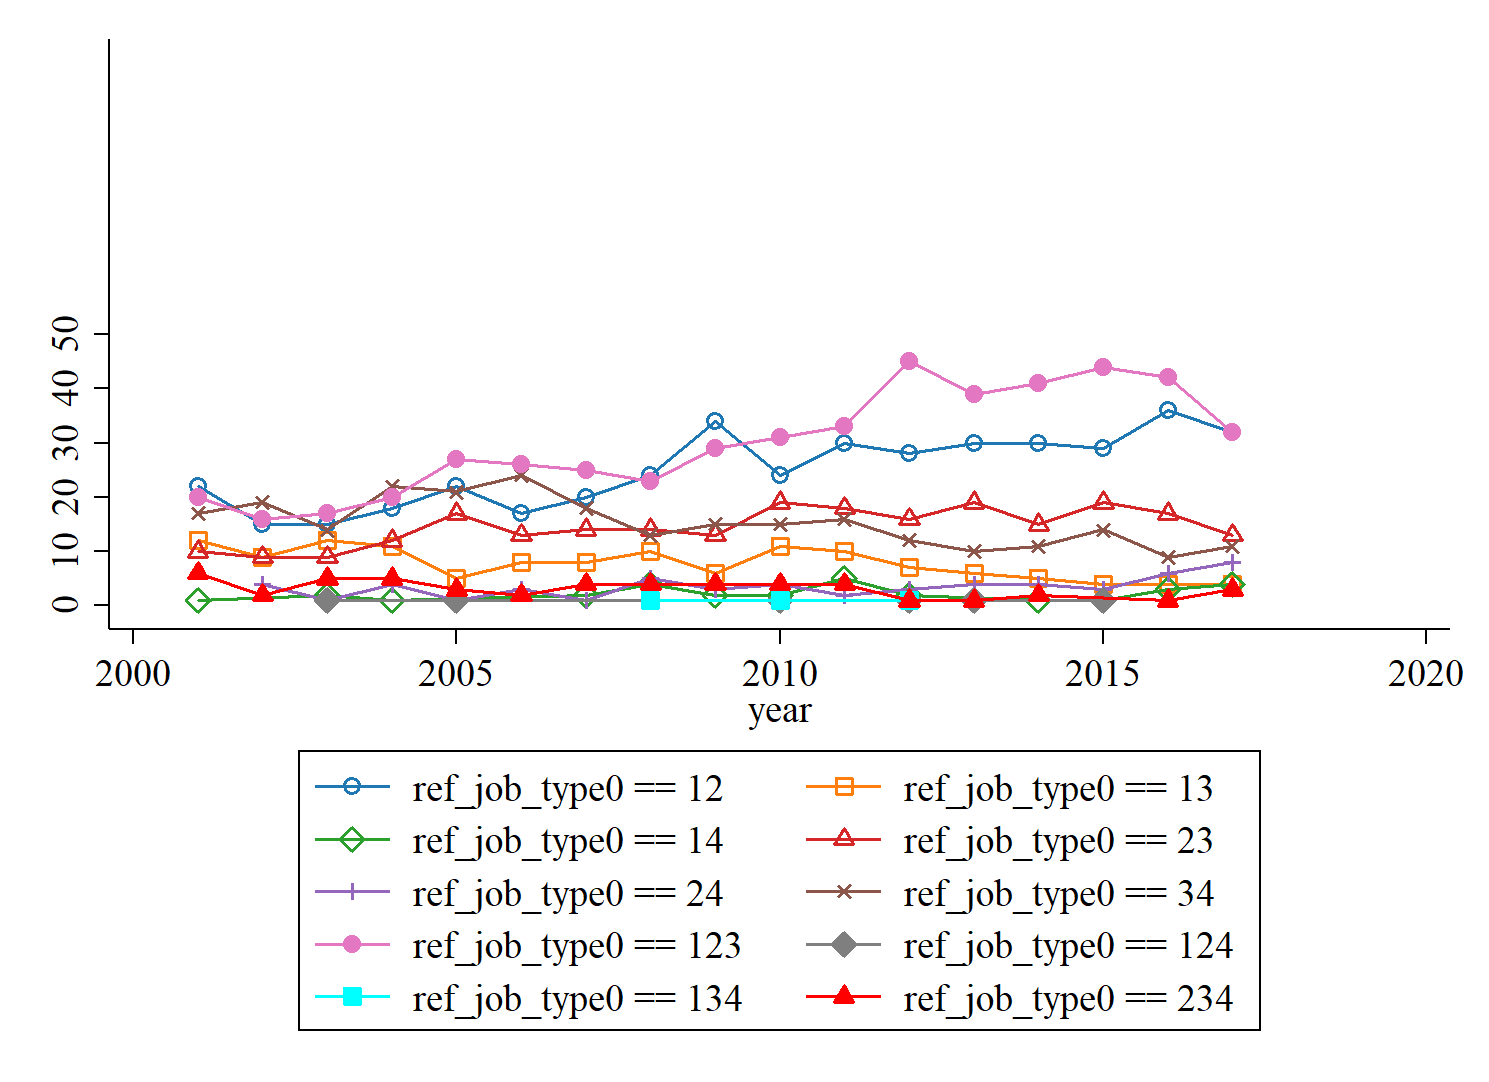 50
40
30
20
10
0
2000 2005 2010 2015 2020
year
ref_job_type0 == 12 ref_job_type0 == 13
ref_job_type0 == 14 ref_job_type0 == 23
ref_job_type0 == 24 ref_job_type0 == 34
ref_job_type0 == 123 ref_job_type0 == 124
ref_job_type0 == 134 ref_job_type0 == 234